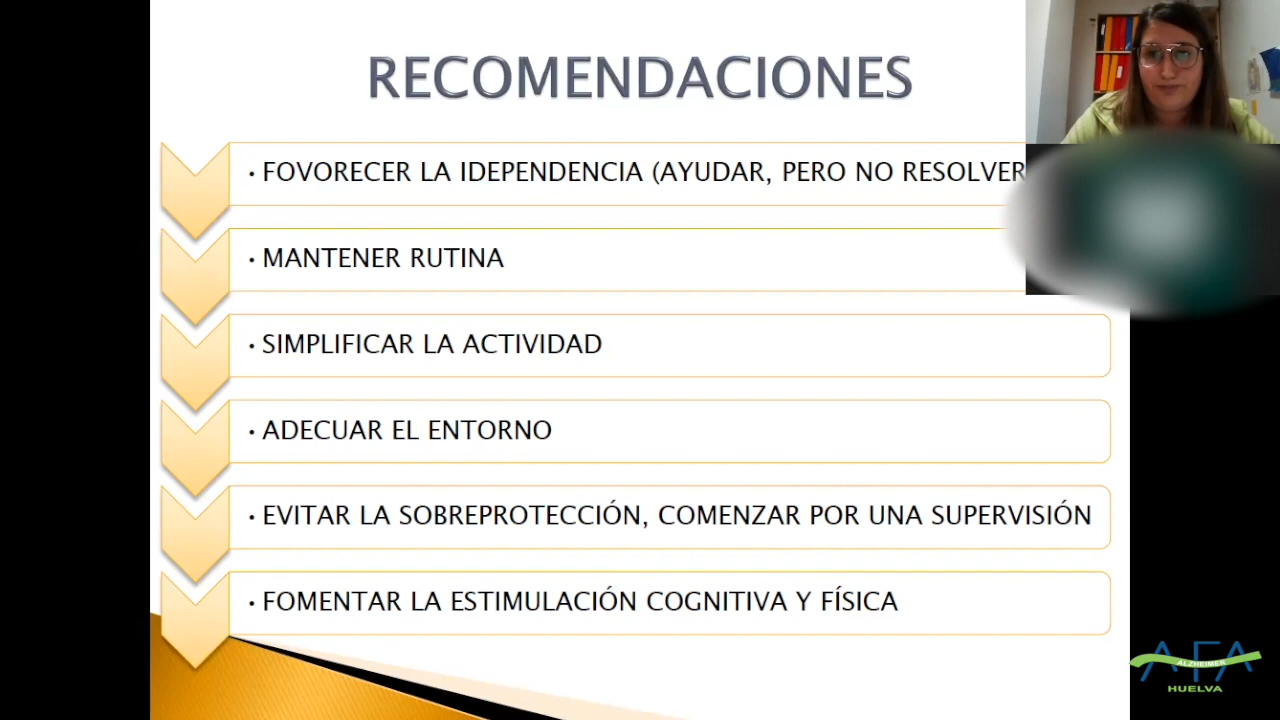 RECOMENDACIONES
• FOVORECER LA IDEPENDENCIA (AYUDAR, PERO NO RESOLVER
• MANTENER RUTINA
• SIMPLIFICAR LA ACTIVIDAD
• ADECUAR EL ENTORNO
• EVITAR LA SOBREPROTECCIÓN, COMENZAR POR UNA SUPERVISIÓN
• FOMENTAR LA ESTIMULACIÓN COGNITIVA Y FÍSICA
AFA
ALZHEIMER
HUELVA